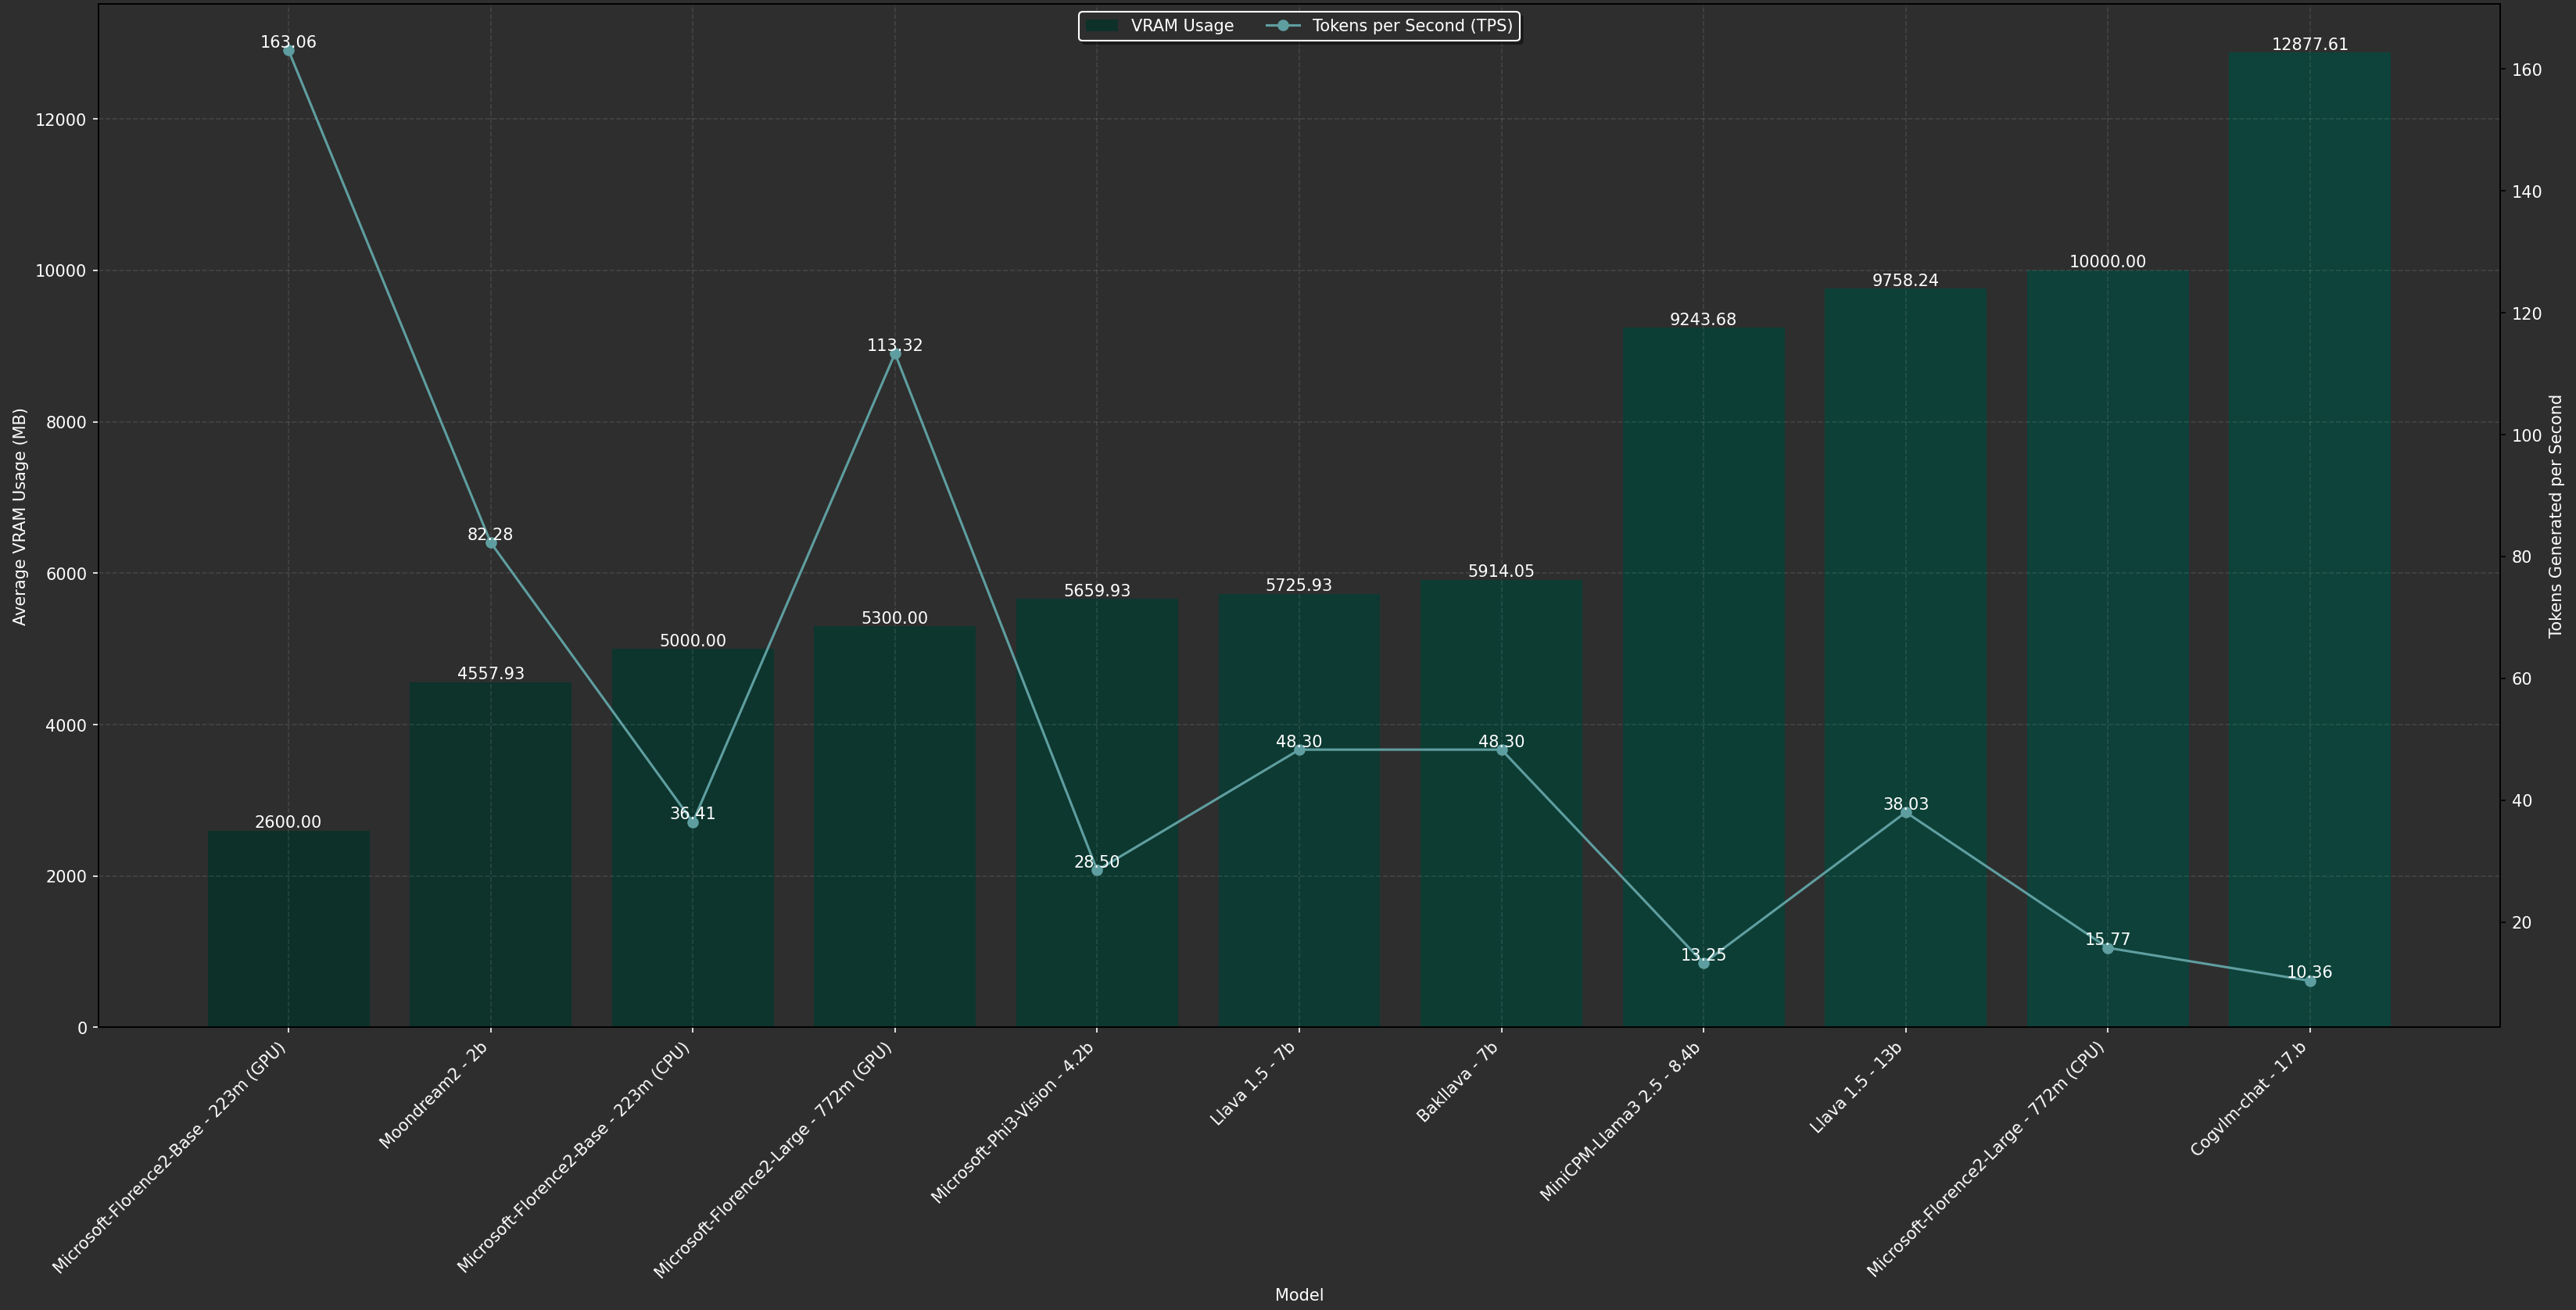 VRAM Usage
Tokens per Second (TPS)
163.06
12877.61
160
12000
140
10000
10000.00
9758.24
120
9243.68
113.32
8000
100
Average VRAM Usage (MB)
Tokens Generated per Second
82.28
80
6000
5914.05
5725.93
5659.93
5300.00
5000.00
4557.93
60
4000
48.30
48.30
40
38.03
36.41
2600.00
28.50
2000
20
15.77
13.25
10.36
0
Microsoft-Florence2-Base - 223m (GPU)
Moondream2 - 2b
Microsoft-Florence2-Base - 223m (CPU)
Microsoft-Florence2-Large - 772m (GPU)
Microsoft-Phi3-Vision - 4.2b
Llava 1.5 - 7b
Bakllava - 7b
MiniCPM-Llama3 2.5 - 8.4b
Llava 1.5 - 13b
Microsoft-Florence2-Large - 772m (CPU)
Cogvlm-chat - 17.b
Model